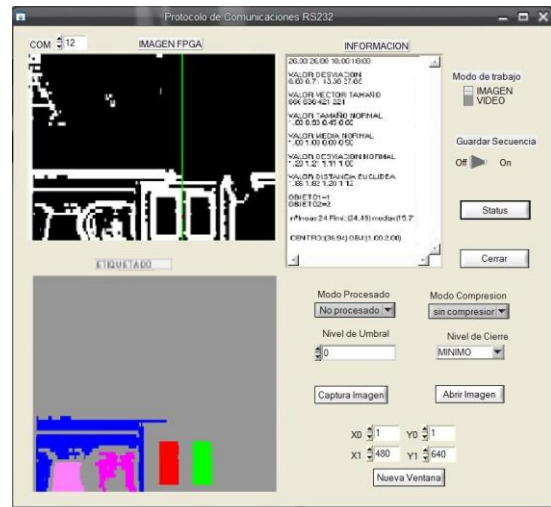 Protocolo de Comunicaciones RS232
COM 12
IMAGEN FPGA
INFORMACION
VALOR DESVIACION
VALOR VECTOR TAMAÑO
VALOR TAMAÑO NORMAL
VALOR MEDIA NORMAL
VALOR DESVIACION NORMAL
VALOR DISTANCIA EUCLIDEA
OBJETO1=1
OBJETO2=2
Modo de trabajo
IMAGEN
VIDEO
Guardar Secuencia
Off On
Status
Cerrar
ETIQUETADO
Modo Procesado
No procesado
Modo Compresion
sin compresior
Nivel de Umbral
0
Nivel de Cierre
MINIMO
Captura Imagen
Abrir Imagen
X0 1 Y0 1
X1 480 Y1 640
Nueva Ventana